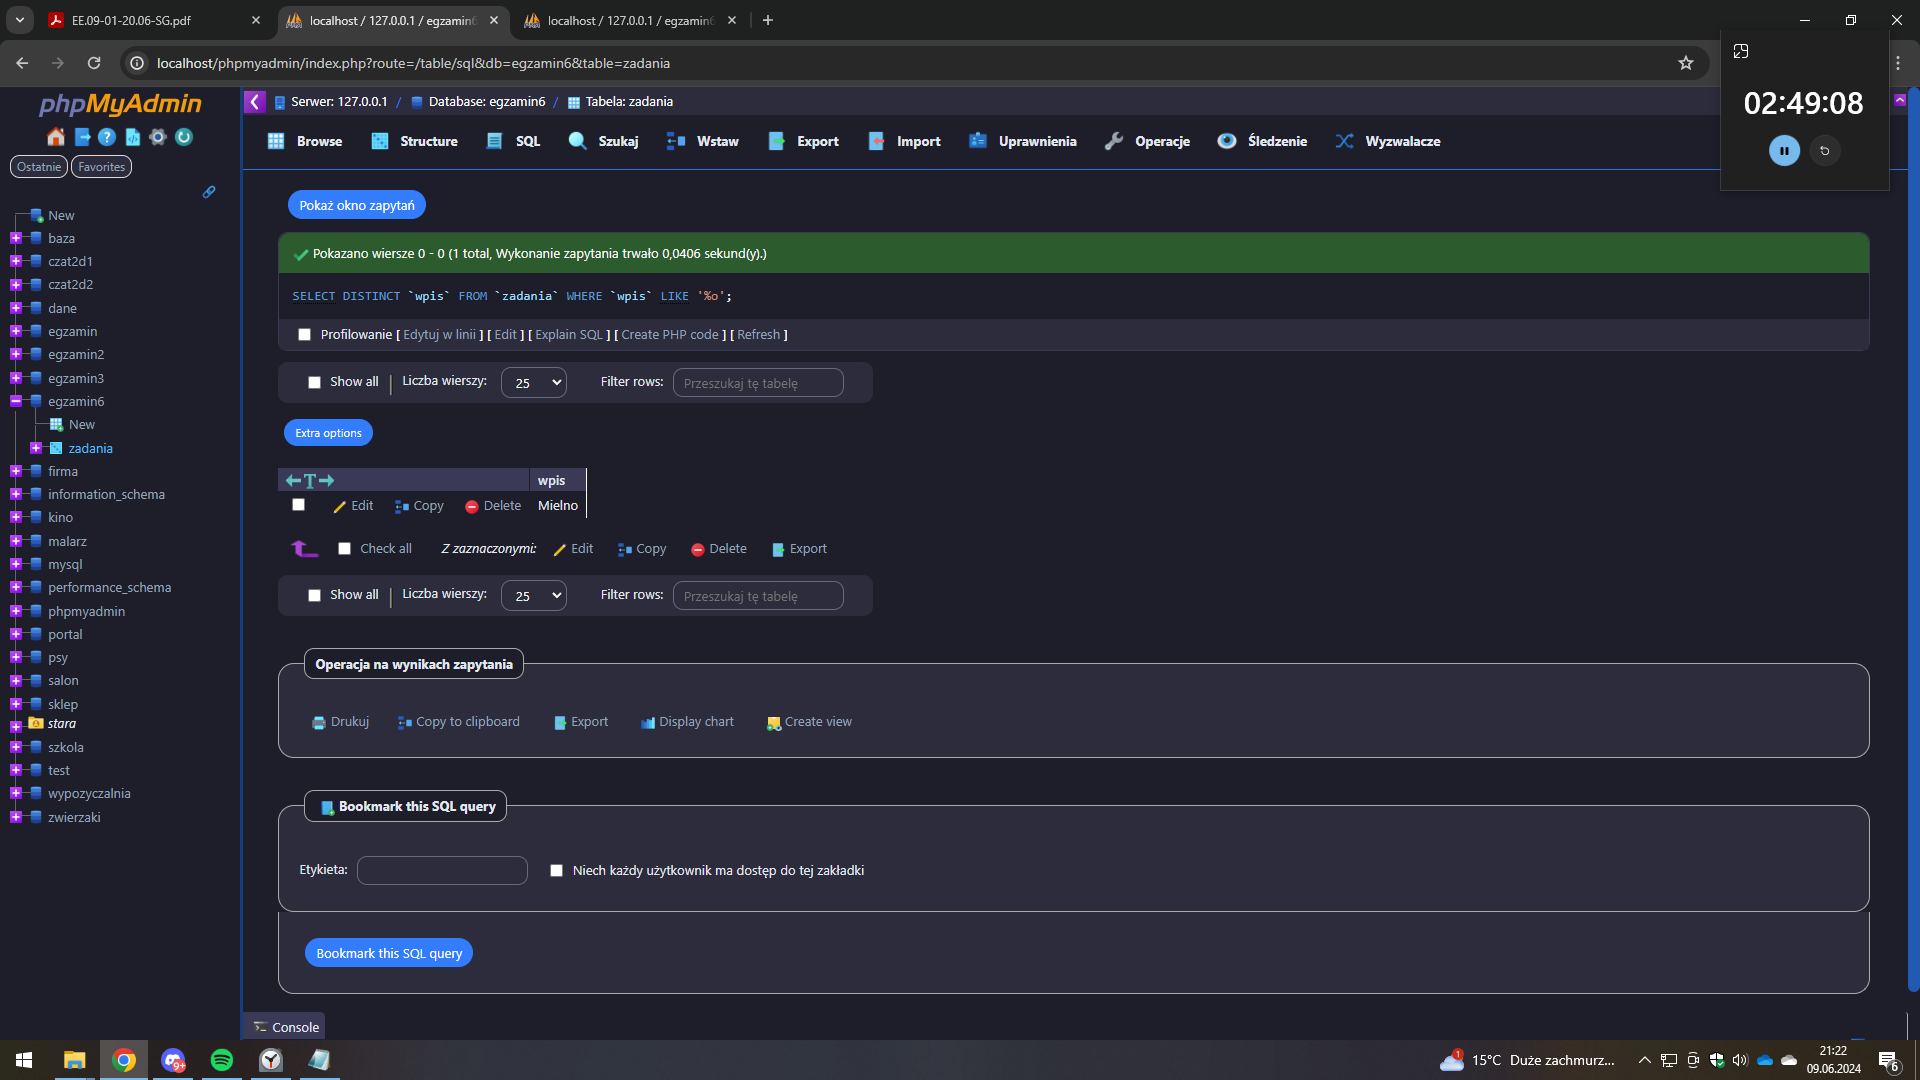 EE.09-01-20.06-SG.pdf
localhost / 127.0.0.1 / egzamin6
localhost / 127.0.0.1 / egzamin6
localhost/phpmyadmin/index.php?route=/table/sql&db=egzamin6&table=zadania
02:49:08
phpMyAdmin
Ostatnie
Favorites
New
baza
czat2d1
czat2d2
dane
egzamin
egzamin2
egzamin3
egzamin6
New
zadania
firma
information_schema
kino
malarz
mysql
performance_schema
phpmyadmin
portal
psy
salon
sklep
stara
szkola
test
wypozyczalnia
zwierzaki
Serwer: 127.0.0.1 / Database: egzamin6 / Tabela: zadania
Browse Structure SQL Szukaj Wstaw Export Import Uprawnienia Operacje Śledzenie Wyzwalacze
Pokaż okno zapytań
Pokazano wiersze 0 - 0 (1 total, Wykonanie zapytania trwało 0,0406 sekund(y).)
SELECT DISTINCT `wpis` FROM `zadania` WHERE `wpis` LIKE '%o';
Profilowanie [ Edytuj w linii ] [ Edit ] [ Explain SQL ] [ Create PHP code ] [ Refresh ]
Show all | Liczba wierszy: 25 Filter rows: Przeszukaj tę tabelę
Extra options
←T→ wpis
Edit Copy Delete Mielno
Check all Z zaznaczonymi: Edit Copy Delete Export
Show all | Liczba wierszy: 25 Filter rows: Przeszukaj tę tabelę
Operacja na wynikach zapytania
Drukuj Copy to clipboard Export Display chart Create view
Bookmark this SQL query
Etykieta: Niech każdy użytkownik ma dostęp do tej zakładki
Bookmark this SQL query
Console
9+
1
15°C Duże zachmurz...
21:22
09.06.2024
6